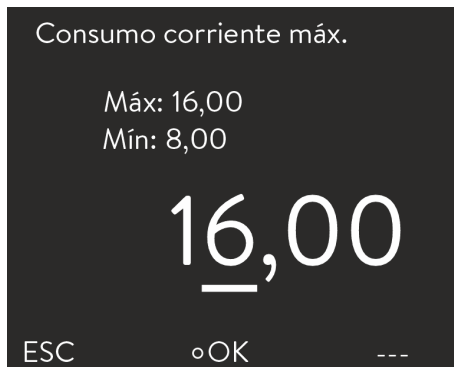 Consumo corriente máx.
Máx: 16,00
Mín: 8,00
16,00
ESC ∘OK ---